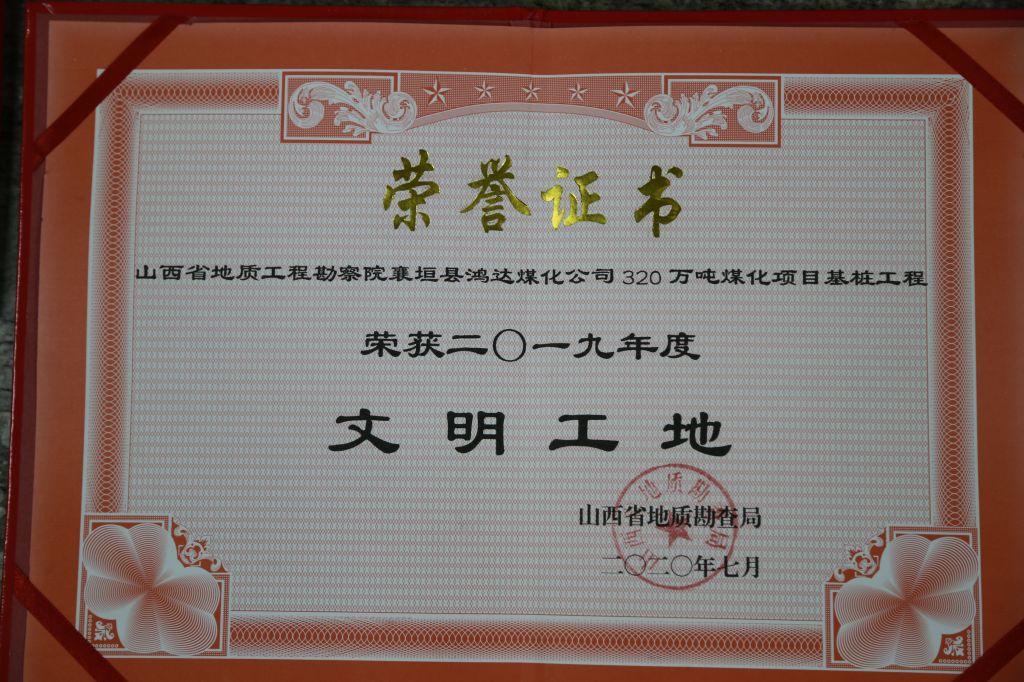 荣誉证书
山西省地质工程勘察院襄垣县鸿达煤化公司320万吨煤化项目基桩工程
荣获二〇一九年度
文明工地
山西省地质勘查局
二〇二〇年七月